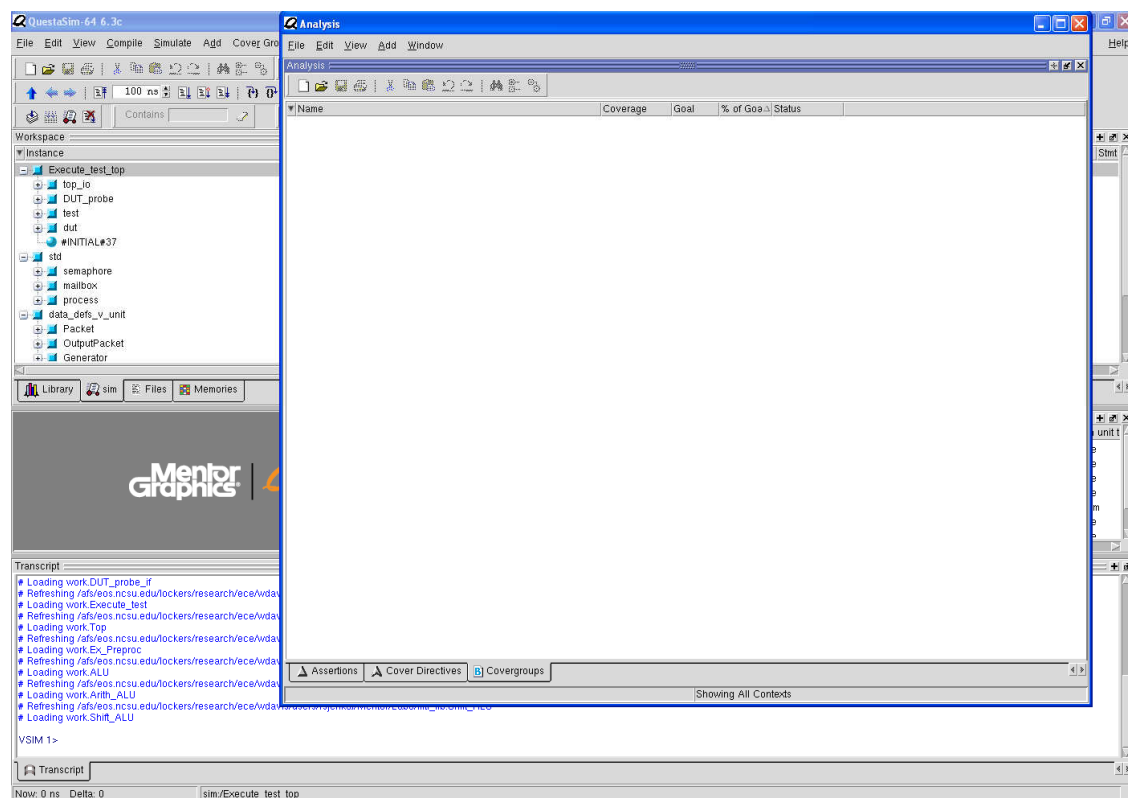 QuestaSim-64 6.3c
File Edit View Compile Simulate Add Cover Gro
Help
100 ns
Contains
Workspace
Instance
Stmt
Execute_test_top
top_io
DUT_probe
test
dut
#INITIAL#37
std
semaphore
mailbox
process
data_defs_v_unit
Packet
OutputPacket
Generator
Library sim Files Memories
unit t
Mentor
Graphics
Analysis
File Edit View Add Window
Analysis
Name Coverage Goal % of Goa Status
Assertions Cover Directives Covergroups
Showing All Contexts
Transcript
# Loading work.DUT_probe_if
# Refreshing /afs/eos.ncsu.edu/lockers/research/ece/wdav
# Loading work.Execute_test
# Refreshing /afs/eos.ncsu.edu/lockers/research/ece/wdav
# Loading work.Top
# Refreshing /afs/eos.ncsu.edu/lockers/research/ece/wdav
# Loading work.Ex_Preproc
# Refreshing /afs/eos.ncsu.edu/lockers/research/ece/wdav
# Loading work.ALU
# Refreshing /afs/eos.ncsu.edu/lockers/research/ece/wdav
# Loading work.Arith_ALU
# Refreshing /afs/eos.ncsu.edu/lockers/research/ece/wdav
# Loading work.Shift_ALU
VSIM 1>
Transcript
Now: 0 ns Delta: 0 sim:/Execute_test_top